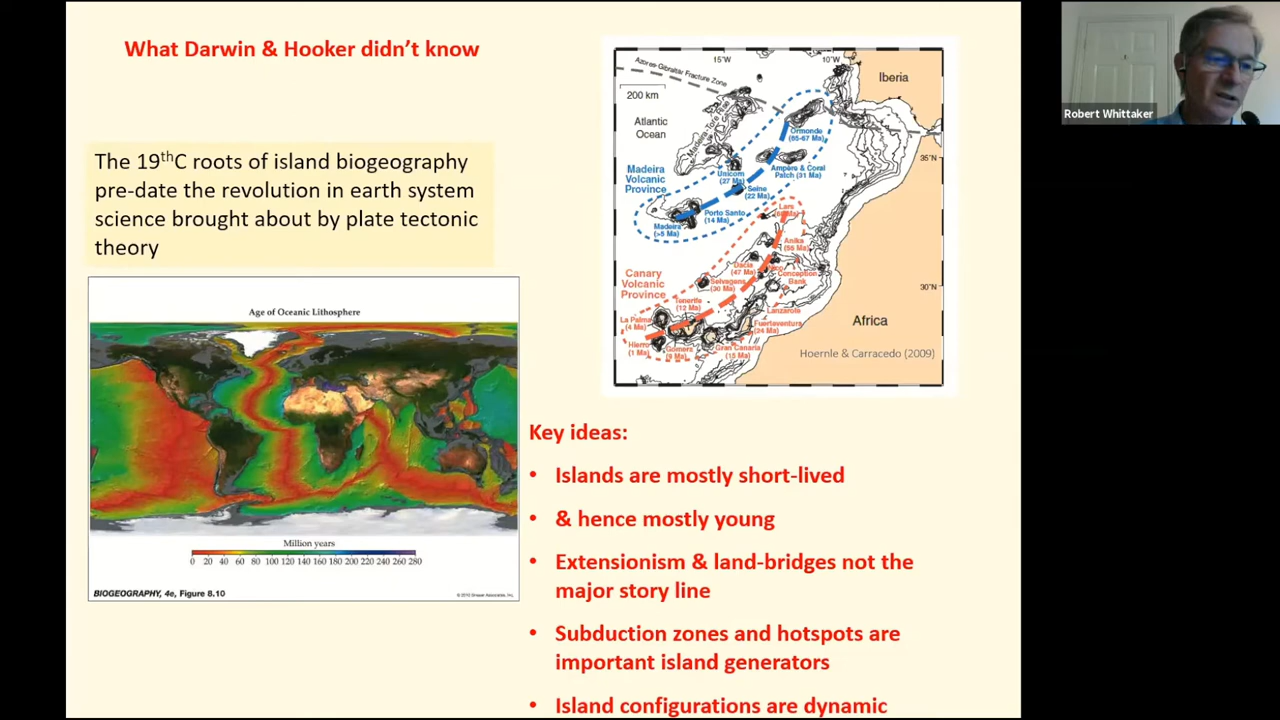 What Darwin & Hooker didn't know
The 19thC roots of island biogeography
pre-date the revolution in earth system
science brought about by plate tectonic
theory
Age of Oceanic Lithosphere
Million years
0 20 40 60 80 100 120 140 160 180 200 220 240 260 280
BIOGEOGRAPHY, 4e, Figure 8.10
15°W
10°W
Azores-Gibraltar Fracture Zone
Iberia
200 km
Atlantic
Ocean
Madeira Tore Rise
Ormonde
(65-67 Ma)
35°N
Madeira
Volcanic
Province
Unicorn
(27 Ma)
Ampère & Coral
Patch (31 Ma)
Seine
(22 Ma)
Porto Santo
(14 Ma)
Madeira
(>5 Ma)
Lars
Anika
(55 Ma)
Dacia
(47 Ma)
Canary
Volcanic
Province
Selvagens
(30 Ma)
Conception
Bank
30°N
Tenerife
(12 Ma)
La Palma
(4 Ma)
Lanzarote
Fuerteventura
(24 Ma)
Africa
Hierro
(1 Ma)
Gomera
(9 Ma)
Gran Canaria
(15 Ma)
Hoernle & Carracedo (2009)
Key ideas:
• Islands are mostly short-lived
• & hence mostly young
• Extensionism & land-bridges not the
major story line
• Subduction zones and hotspots are
important island generators
• Island configurations are dynamic
Robert Whittaker